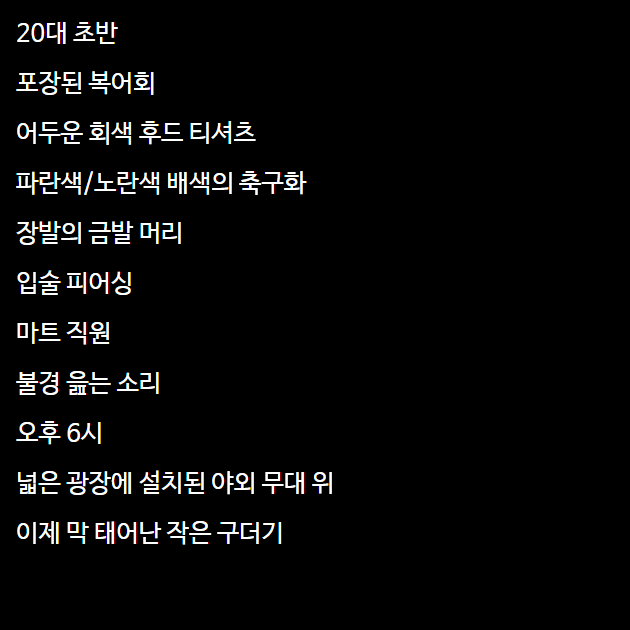 20대 초반
포장된 복어회
어두운 회색 후드 티셔츠
파란색/노란색 배색의 축구화
장발의 금발 머리
입술 피어싱
마트 직원
불경 읊는 소리
오후 6시
넓은 광장에 설치된 야외 무대 위
이제 막 태어난 작은 구더기